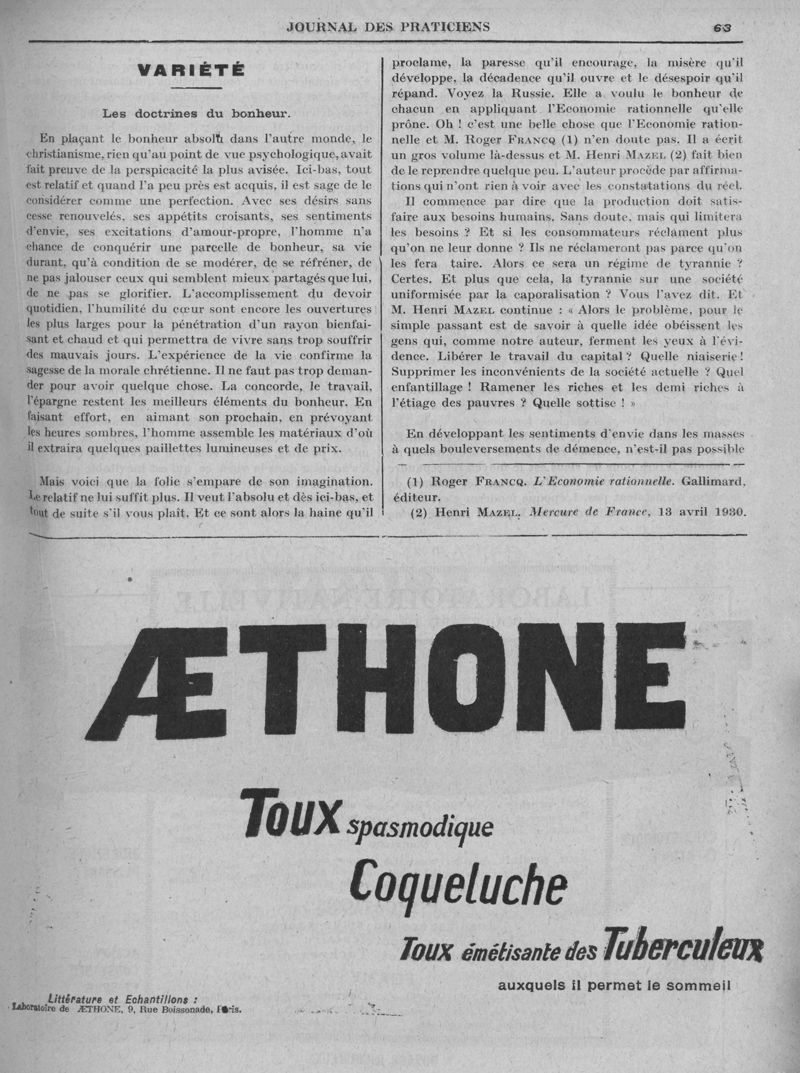 JOURNAL DES PRATICIENS 63
VARIÉTÉ
Les doctrines du bonheur.
En plaçant le bonheur absolu dans l'autre monde, le
christianisme, rien qu'au point de vue psychologique, avait
fait preuve de la perspicacité la plus avisée. Ici-bas, tout
est relatif et quand l'a peu près est acquis, il est sage de le
considérer comme une perfection. Avec ses désirs sans
cesse renouvelés, ses appétits croisants, ses sentiments
d'envie, ses excitations d'amour-propre, l'homme n'a
chance de conquérir une parcelle de bonheur, sa vie
durant, qu'à condition de se modérer, de se réfréner, de
ne pas jalouser ceux qui semblent mieux partagés que lui,
de ne pas se glorifier. L'accomplissement du devoir
quotidien, l'humilité du cœur sont encore les ouvertures
les plus larges pour la pénétration d'un rayon bienfai-
sant et chaud et qui permettra de vivre sans trop souffrir
des mauvais jours. L'expérience de la vie confirme la
sagesse de la morale chrétienne. Il ne faut pas trop deman-
der pour avoir quelque chose. La concorde, le travail,
l'épargne restent les meilleurs éléments du bonheur. En
faisant effort, en aimant son prochain, en prévoyant
les heures sombres, l'homme assemble les matériaux d'où
il extraira quelques paillettes lumineuses et de prix.
Mais voici que la folie s'empare de son imagination.
Le relatif ne lui suffit plus. Il veut l'absolu et dès ici-bas, et
tout de suite s'il vous plaît. Et ce sont alors la haine qu'il
proclame, la paresse qu'il encourage, la misère qu'il
développe, la décadence qu'il ouvre et le désespoir qu'il
répand. Voyez la Russie. Elle a voulu le bonheur de
chacun en appliquant l'Economie rationnelle qu'elle
prône. Oh ! c'est une belle chose que l'Economie ration-
nelle et M. Roger FRANCQ (1) n'en doute pas. Il a écrit
un gros volume là-dessus et M. Henri MAZEL (2) fait bien
de le reprendre quelque peu. L'auteur procède par affirma-
tions qui n'ont rien à voir avec les constatations du réel.
Il commence par dire que la production doit satis-
faire aux besoins humains. Sans doute, mais qui limitera
les besoins ? Et si les consommateurs réclament plus
qu'on ne leur donne ? Ils ne réclameront pas parce qu'on
les fera taire. Alors ce sera un régime de tyrannie ?
Certes. Et plus que cela, la tyrannie sur une société
uniformisée par la caporalisation ? Vous l'avez dit. Et
M. Henri MAZEL continue : « Alors le problème, pour le
simple passant est de savoir à quelle idée obéissent les
gens qui, comme notre auteur, ferment les yeux à l'évi-
dence. Libérer le travail du capital ? Quelle niaiserie !
Supprimer les inconvénients de la société actuelle ? Quel
enfantillage ! Ramener les riches et les demi riches à
l'étiage des pauvres ? Quelle sottise ! »
En développant les sentiments d'envie dans les masses
à quels bouleversements de démence, n'est-il pas possible
(1) Roger FRANCQ. L'Economie rationnelle. Gallimard,
éditeur.
(2) Henri MAZEL. Mercure de France, 13 avril 1930.
ÆTHONE
Toux spasmodique
Coqueluche
Toux émétisante des Tuberculeux
auxquels il permet le sommeil
Littérature et Echantillons :
Laboratoire de ÆTHONE, 9, Rue Boissonade, Paris.